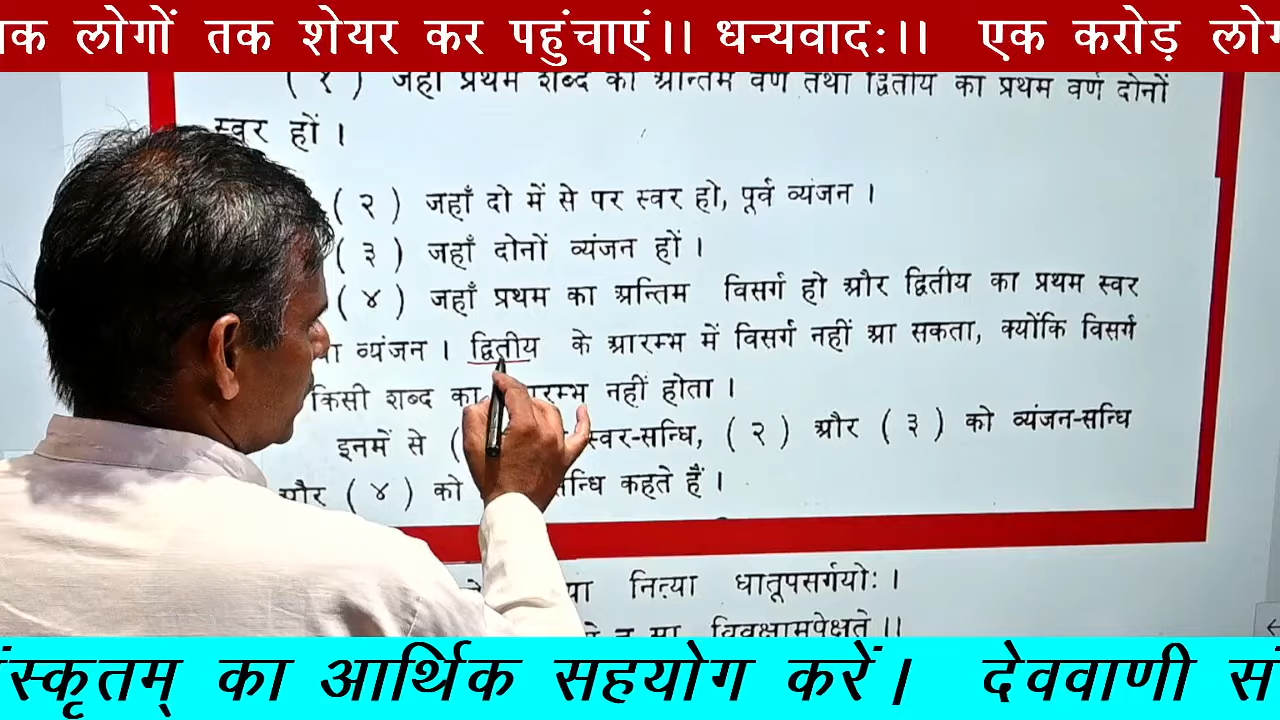 लोगों तक शेयर कर पहुंचाएं।। धन्यवादः।। एक करोड़
( १ ) जहाँ प्रथम शब्द का अन्तिम वर्ण तथा द्वितीय का प्रथम वर्ण दोनों
स्वर हों ।
( २ ) जहाँ दो में से पर स्वर हो, पूर्व व्यंजन ।
( ३ ) जहाँ दोनों व्यंजन हों ।
( ४ ) जहाँ प्रथम का अन्तिम विसर्ग हो और द्वितीय का प्रथम स्वर
व्यंजन । द्वितीय के आरम्भ में विसर्ग नहीं आ सकता, क्योंकि विसर्ग
किसी शब्द का नहीं होता ।
इनमें से स्वर-सन्धि, ( २ ) और ( ३ ) को व्यंजन-सन्धि
और ( ४ ) को कहते हैं ।
नित्या धातूपसर्गयोः ।
विवक्षामपेक्षते ।।
का आर्थिक सहयोग करें। देववाणी